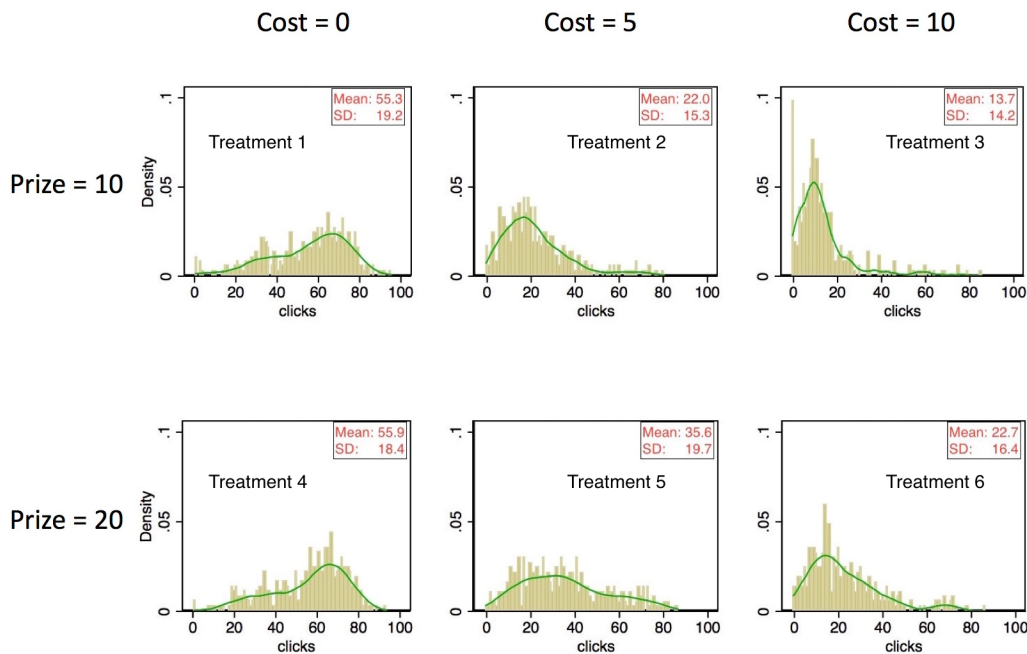 Cost = 0
Cost = 5
Cost = 10
Prize = 10
Density
.1
.05
0
Mean: 55.3
SD: 19.2
Treatment 1
0 20 40 60 80 100
clicks
.1
.05
0
Mean: 22.0
SD: 15.3
Treatment 2
0 20 40 60 80 100
clicks
.1
.05
0
Mean: 13.7
SD: 14.2
Treatment 3
0 20 40 60 80 100
clicks
Prize = 20
Density
.1
.05
0
Mean: 55.9
SD: 18.4
Treatment 4
0 20 40 60 80 100
clicks
.1
.05
0
Mean: 35.6
SD: 19.7
Treatment 5
0 20 40 60 80 100
clicks
.1
.05
0
Mean: 22.7
SD: 16.4
Treatment 6
0 20 40 60 80 100
clicks